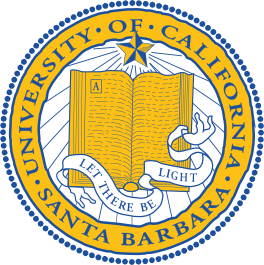 UNIVERSITY · OF · CALIFORNIA
· SANTA BARBARA ·
A
LET THERE BE
LIGHT